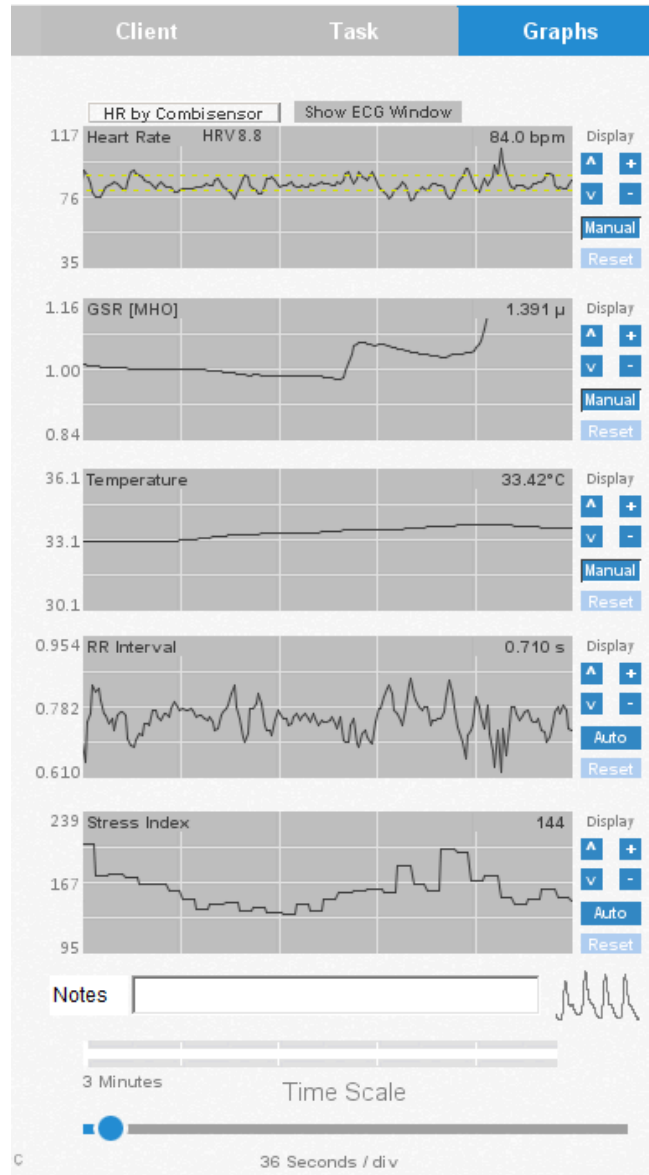 Client Task Graphs
HR by Combisensor Show ECG Window
117 Heart Rate HRV 8.8 84.0 bpm Display
^ +
76 v -
Manual
35 Reset
1.16 GSR [MHO] 1.391 µ Display
^ +
1.00 v -
Manual
0.84 Reset
36.1 Temperature 33.42°C Display
^ +
33.1 v -
Manual
30.1 Reset
0.954 RR Interval 0.710 s Display
^ +
0.782 v -
Auto
0.610 Reset
239 Stress Index 144 Display
^ +
167 v -
Auto
95 Reset
Notes
3 Minutes
Time Scale
C 36 Seconds / div